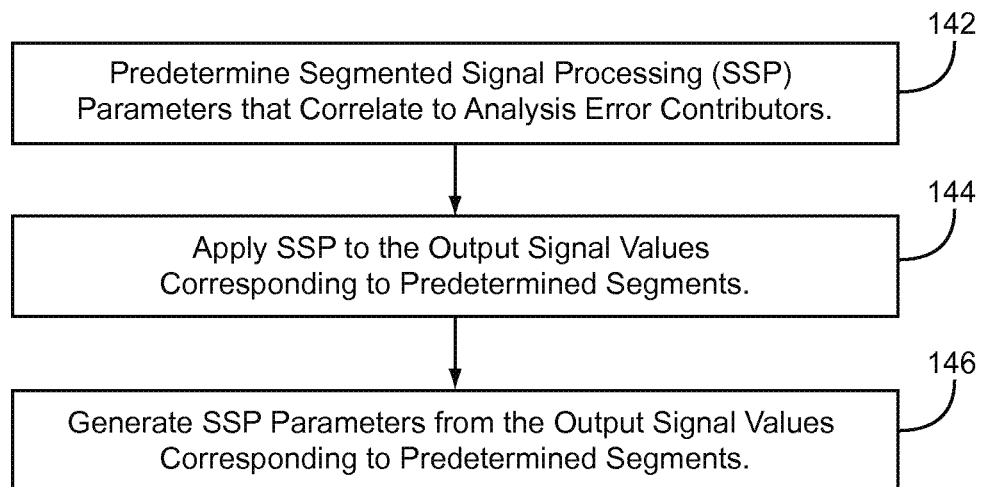 142
Predetermine Segmented Signal Processing (SSP)
Parameters that Correlate to Analysis Error Contributors.
144
Apply SSP to the Output Signal Values
Corresponding to Predetermined Segments.
146
Generate SSP Parameters from the Output Signal Values
Corresponding to Predetermined Segments.